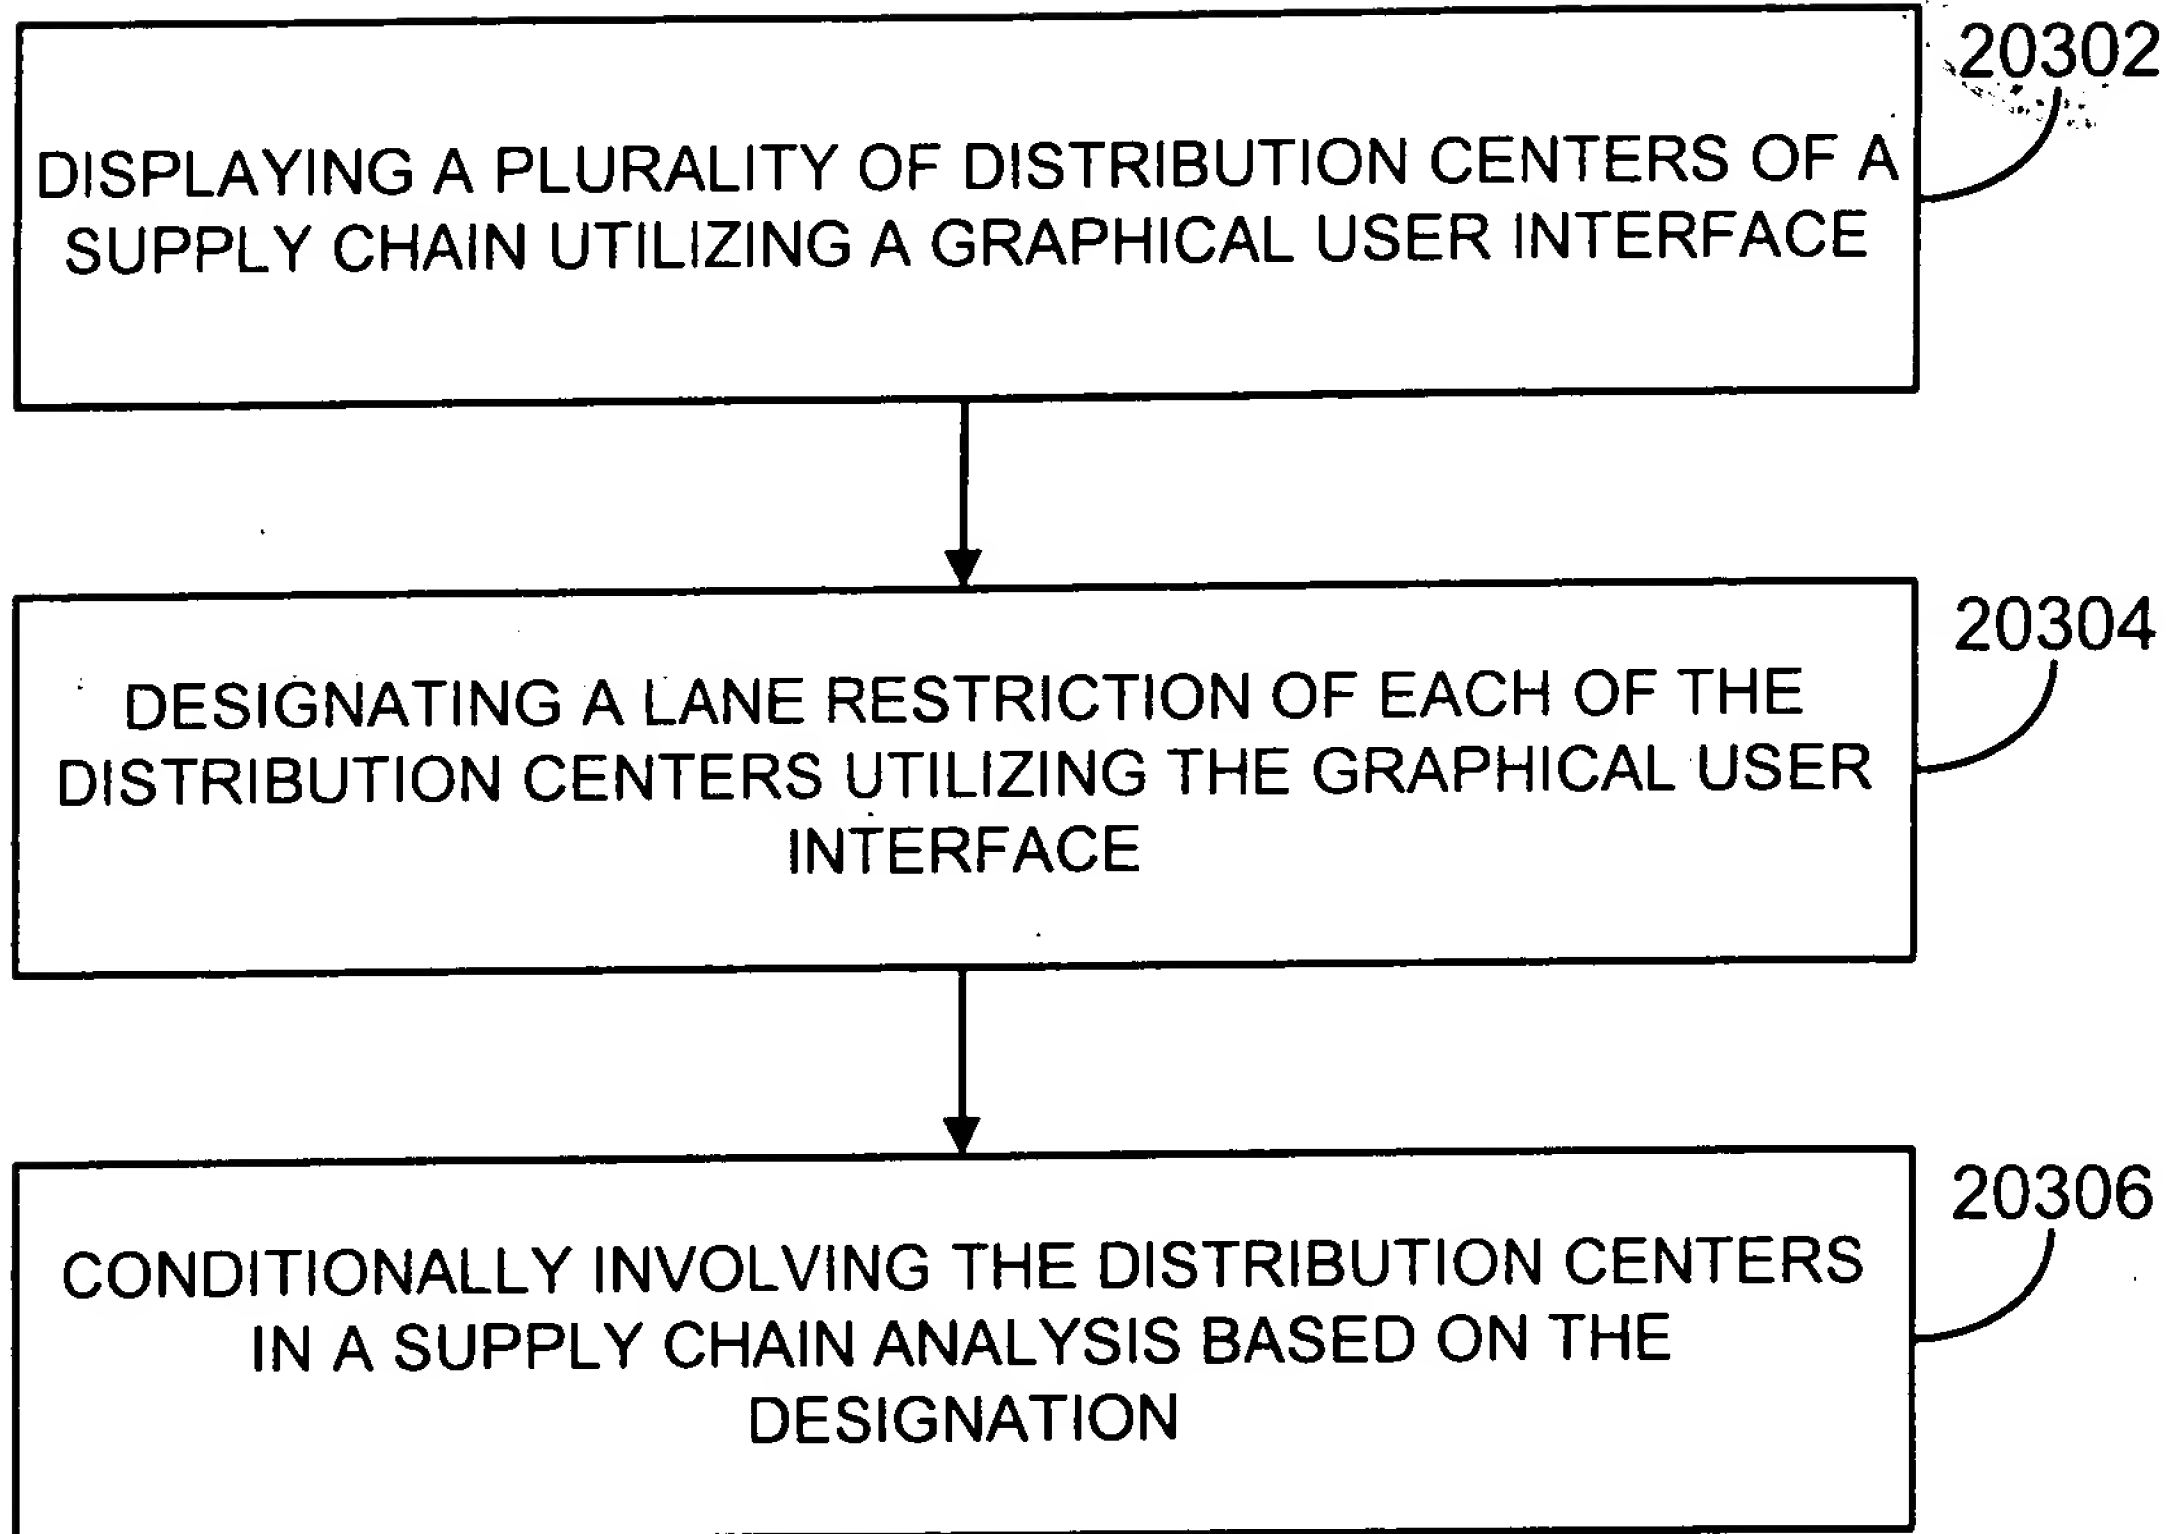 20302
DISPLAYING A PLURALITY OF DISTRIBUTION CENTERS OF A
SUPPLY CHAIN UTILIZING A GRAPHICAL USER INTERFACE
20304
DESIGNATING A LANE RESTRICTION OF EACH OF THE
DISTRIBUTION CENTERS UTILIZING THE GRAPHICAL USER
INTERFACE
20306
CONDITIONALLY INVOLVING THE DISTRIBUTION CENTERS
IN A SUPPLY CHAIN ANALYSIS BASED ON THE
DESIGNATION